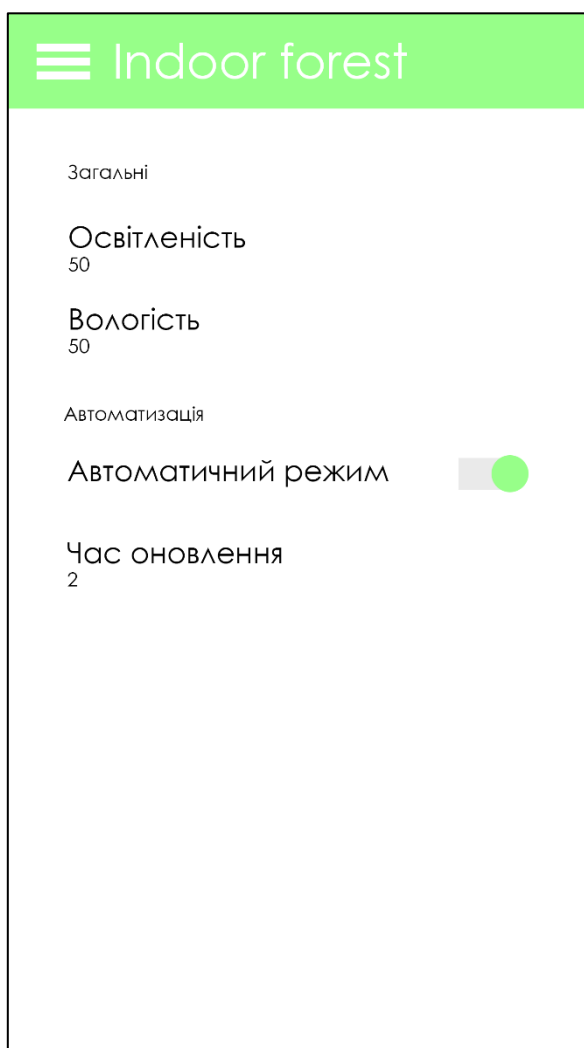 Indoor forest
Загальні
Освітленість
50
Вологість
50
Автоматизація
Автоматичний режим
Час оновлення
2